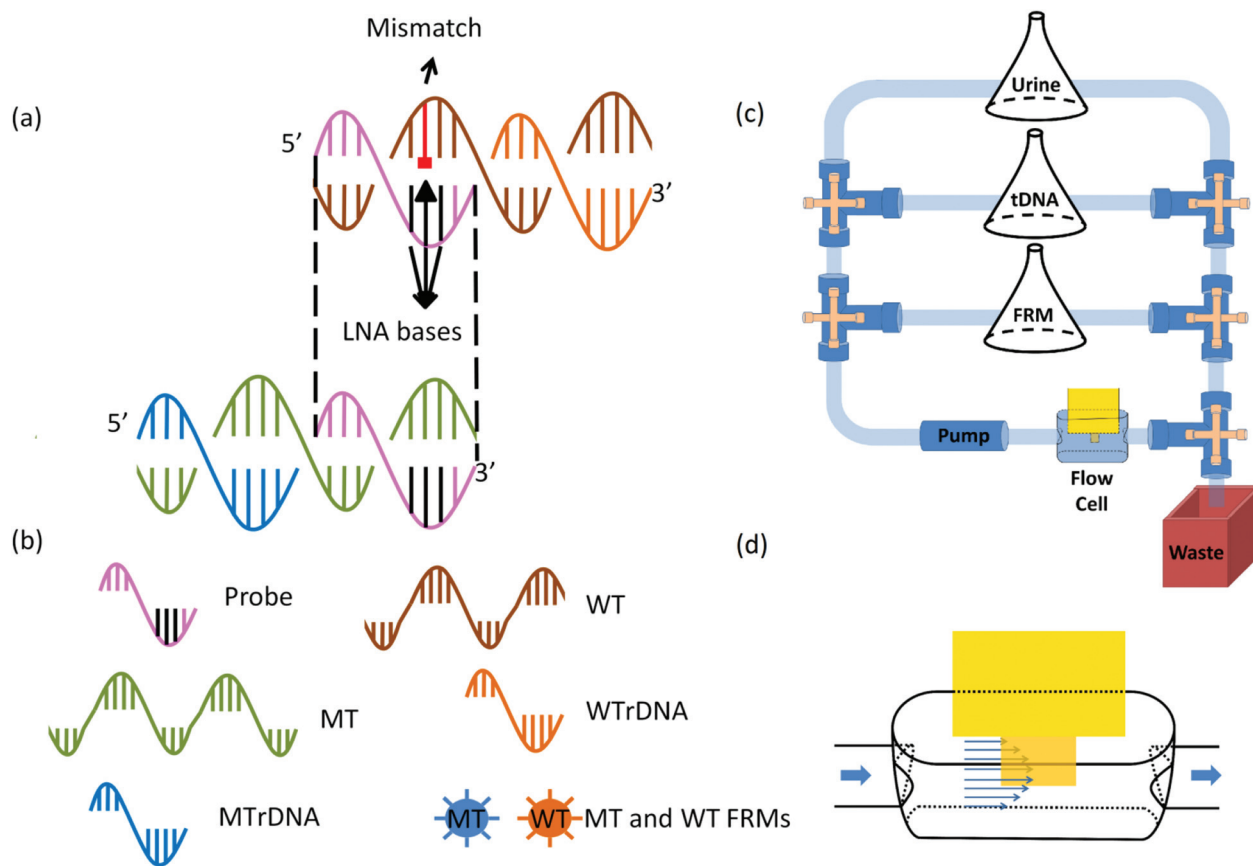 (a)
Mismatch
5’
3’
LNA bases
5’
3’
(b)
Probe
WT
MT
WTrDNA
MTrDNA
MT
WT
MT and WT FRMs
(c)
Urine
tDNA
FRM
Pump
Flow
Cell
Waste
(d)